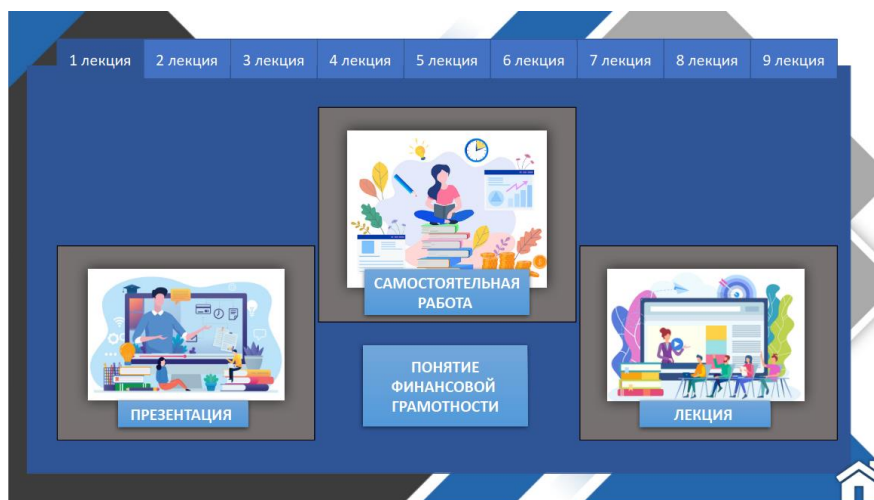 1 лекция
2 лекция
3 лекция
4 лекция
5 лекция
6 лекция
7 лекция
8 лекция
9 лекция
САМОСТОЯТЕЛЬНАЯ
РАБОТА
ПРЕЗЕНТАЦИЯ
ПОНЯТИЕ
ФИНАНСОВОЙ
ГРАМОТНОСТИ
ЛЕКЦИЯ